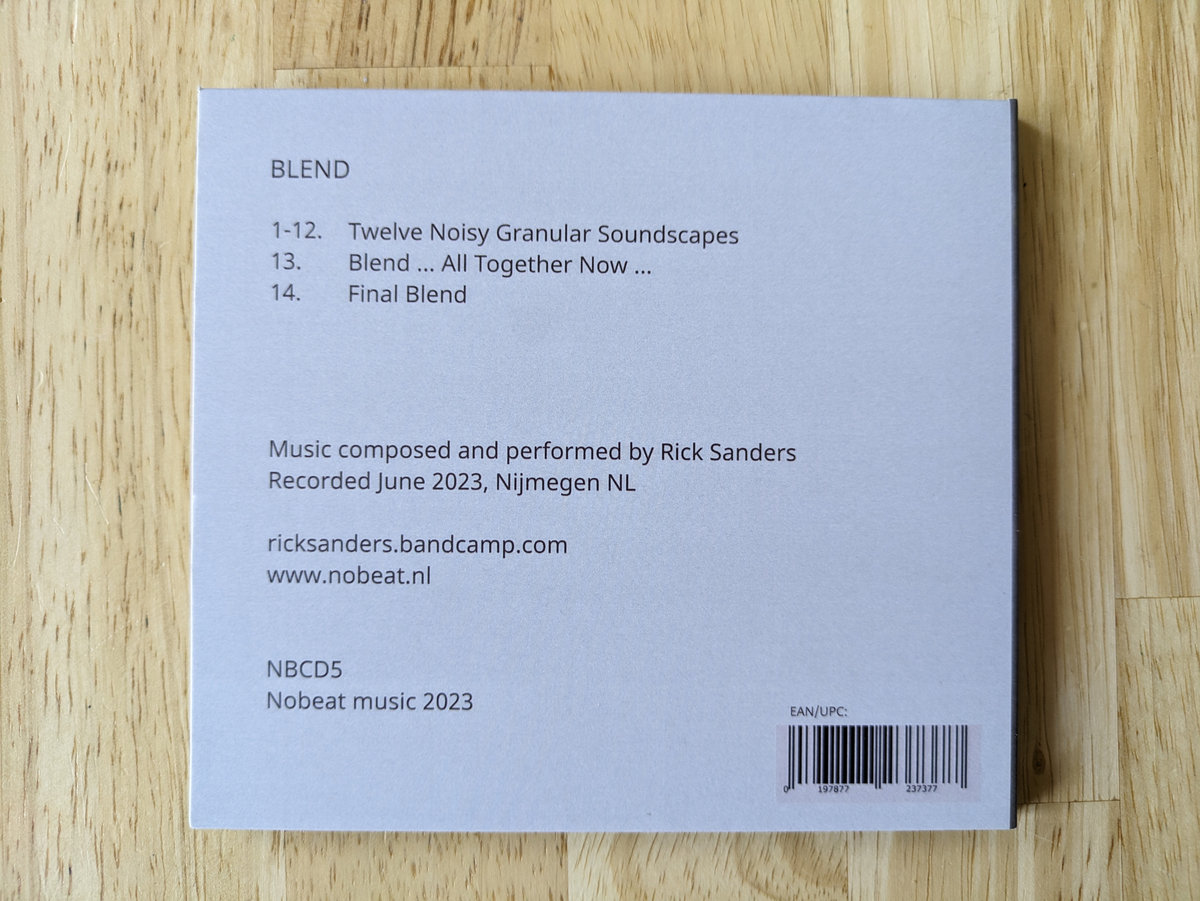 BLEND
1-12. Twelve Noisy Granular Soundscapes
13. Blend ... All Together Now ...
14. Final Blend
Music composed and performed by Rick Sanders
Recorded June 2023, Nijmegen NL
ricksanders.bandcamp.com
www.nobeat.nl
NBCD5
Nobeat music 2023
EAN/UPC:
0 197877 237377